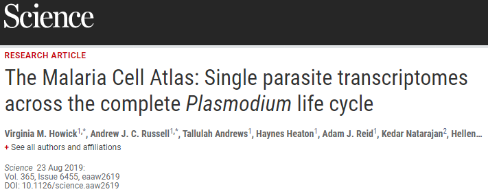 Science
RESEARCH ARTICLE
The Malaria Cell Atlas: Single parasite transcriptomes
across the complete Plasmodium life cycle
Virginia M. Howick1,*, Andrew J. C. Russell1,*, Tallulah Andrews1, Haynes Heaton1, Adam J. Reid1, Kedar Natarajan2, Hellen...
+ See all authors and affiliations
Science 23 Aug 2019:
Vol. 365, Issue 6455, eaaw2619
DOI: 10.1126/science.aaw2619